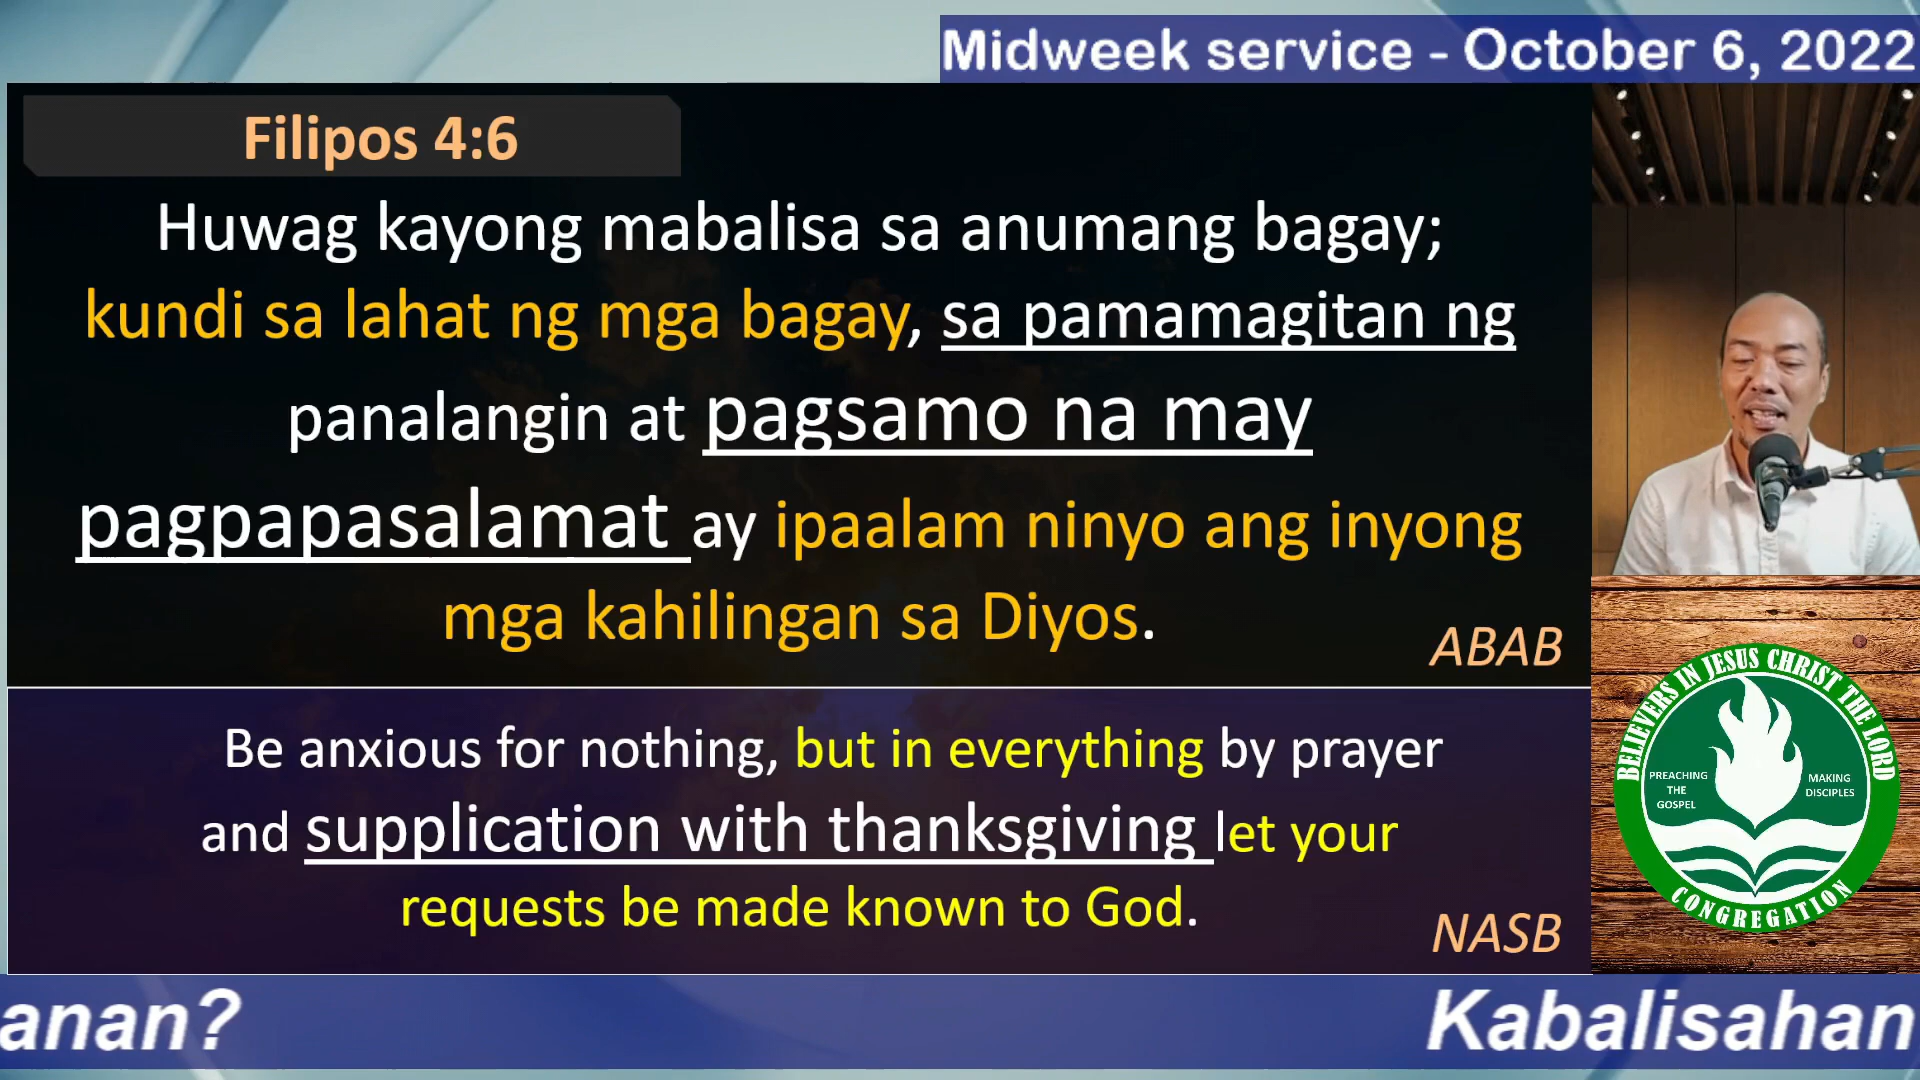 Midweek service - October 6, 2022
Filipos 4:6
Huwag kayong mabalisa sa anumang bagay;
kundi sa lahat ng mga bagay, sa pamamagitan ng
panalangin at pagsamo na may
pagpapasalamat ay ipaalam ninyo ang inyong
mga kahilingan sa Diyos.
ABAB
Be anxious for nothing, but in everything by prayer
and supplication with thanksgiving let your
requests be made known to God.
NASB
BELIEVERS IN JESUS CHRIST THE LORD
PREACHING
THE
GOSPEL
MAKING
DISCIPLES
CONGREGATION
anan?
Kabalisahan